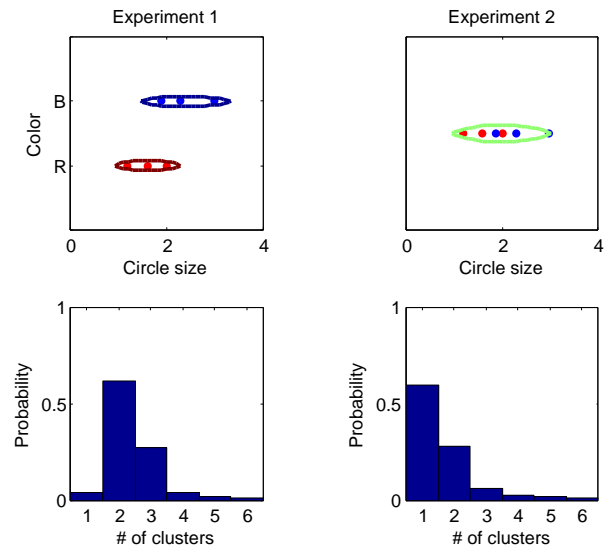 Experiment 1
Color
B
R
0 2 4
Circle size
Experiment 2
0 2 4
Circle size
Probability
1
0.5
0
1 2 3 4 5 6
# of clusters
Probability
1
0.5
0
1 2 3 4 5 6
# of clusters